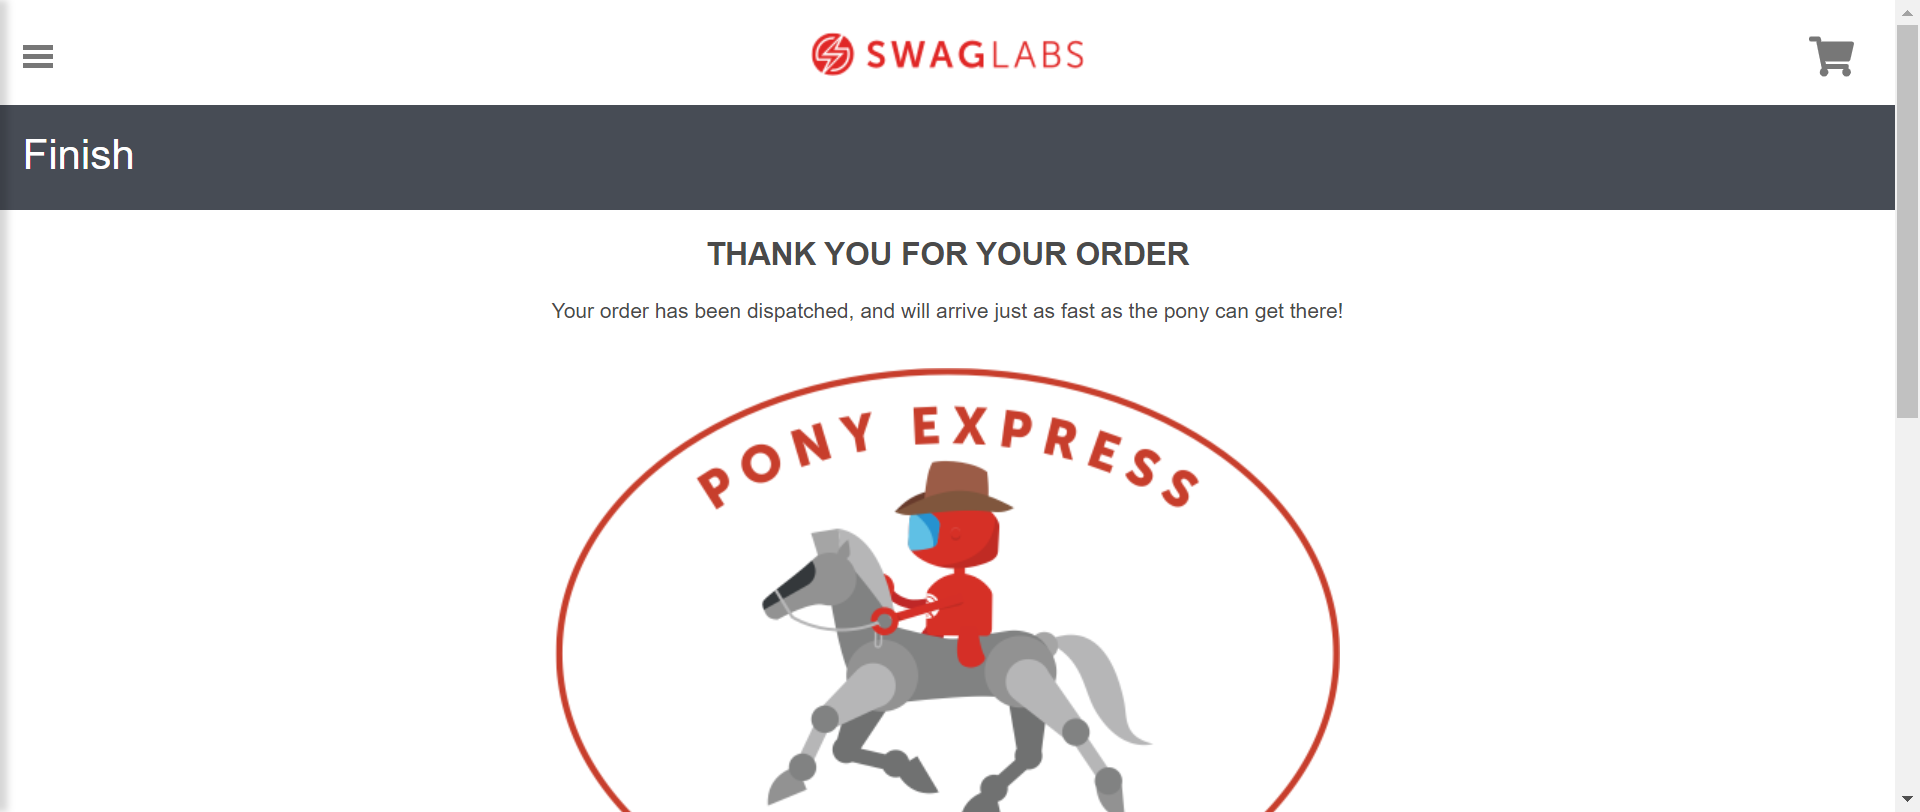 SWAGLABS
Finish
THANK YOU FOR YOUR ORDER
Your order has been dispatched, and will arrive just as fast as the pony can get there!
PONY EXPRESS